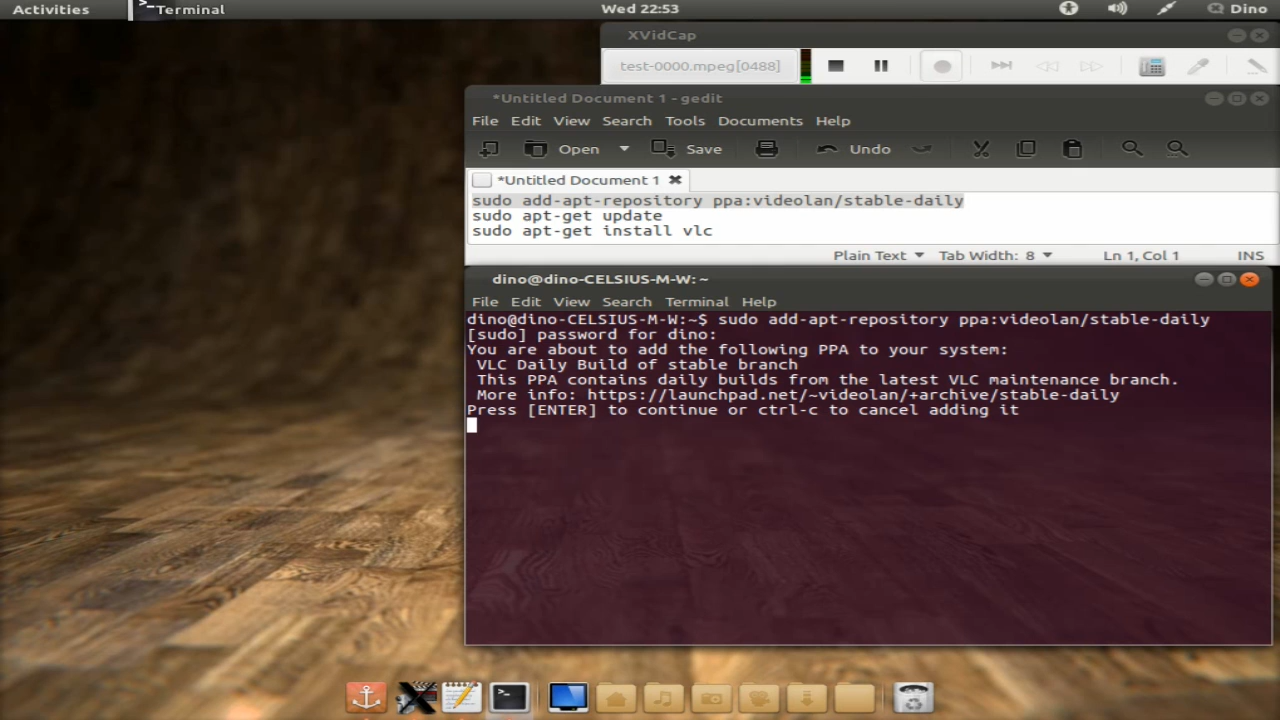 Activities
Terminal
Wed 22:53
Dino
XVidCap
test-0000.mpeg[0488]
*Untitled Document 1 - gedit
File Edit View Search Tools Documents Help
Open Save Undo
*Untitled Document 1
sudo add-apt-repository ppa:videolan/stable-daily
sudo apt-get update
sudo apt-get install vlc
Plain Text Tab Width: 8 Ln 1, Col 1 INS
dino@dino-CELSIUS-M-W: ~
File Edit View Search Terminal Help
dino@dino-CELSIUS-M-W:~$ sudo add-apt-repository ppa:videolan/stable-daily
[sudo] password for dino:
You are about to add the following PPA to your system:
VLC Daily Build of stable branch
This PPA contains daily builds from the latest VLC maintenance branch.
More info: https://launchpad.net/~videolan/+archive/stable-daily
Press [ENTER] to continue or ctrl-c to cancel adding it